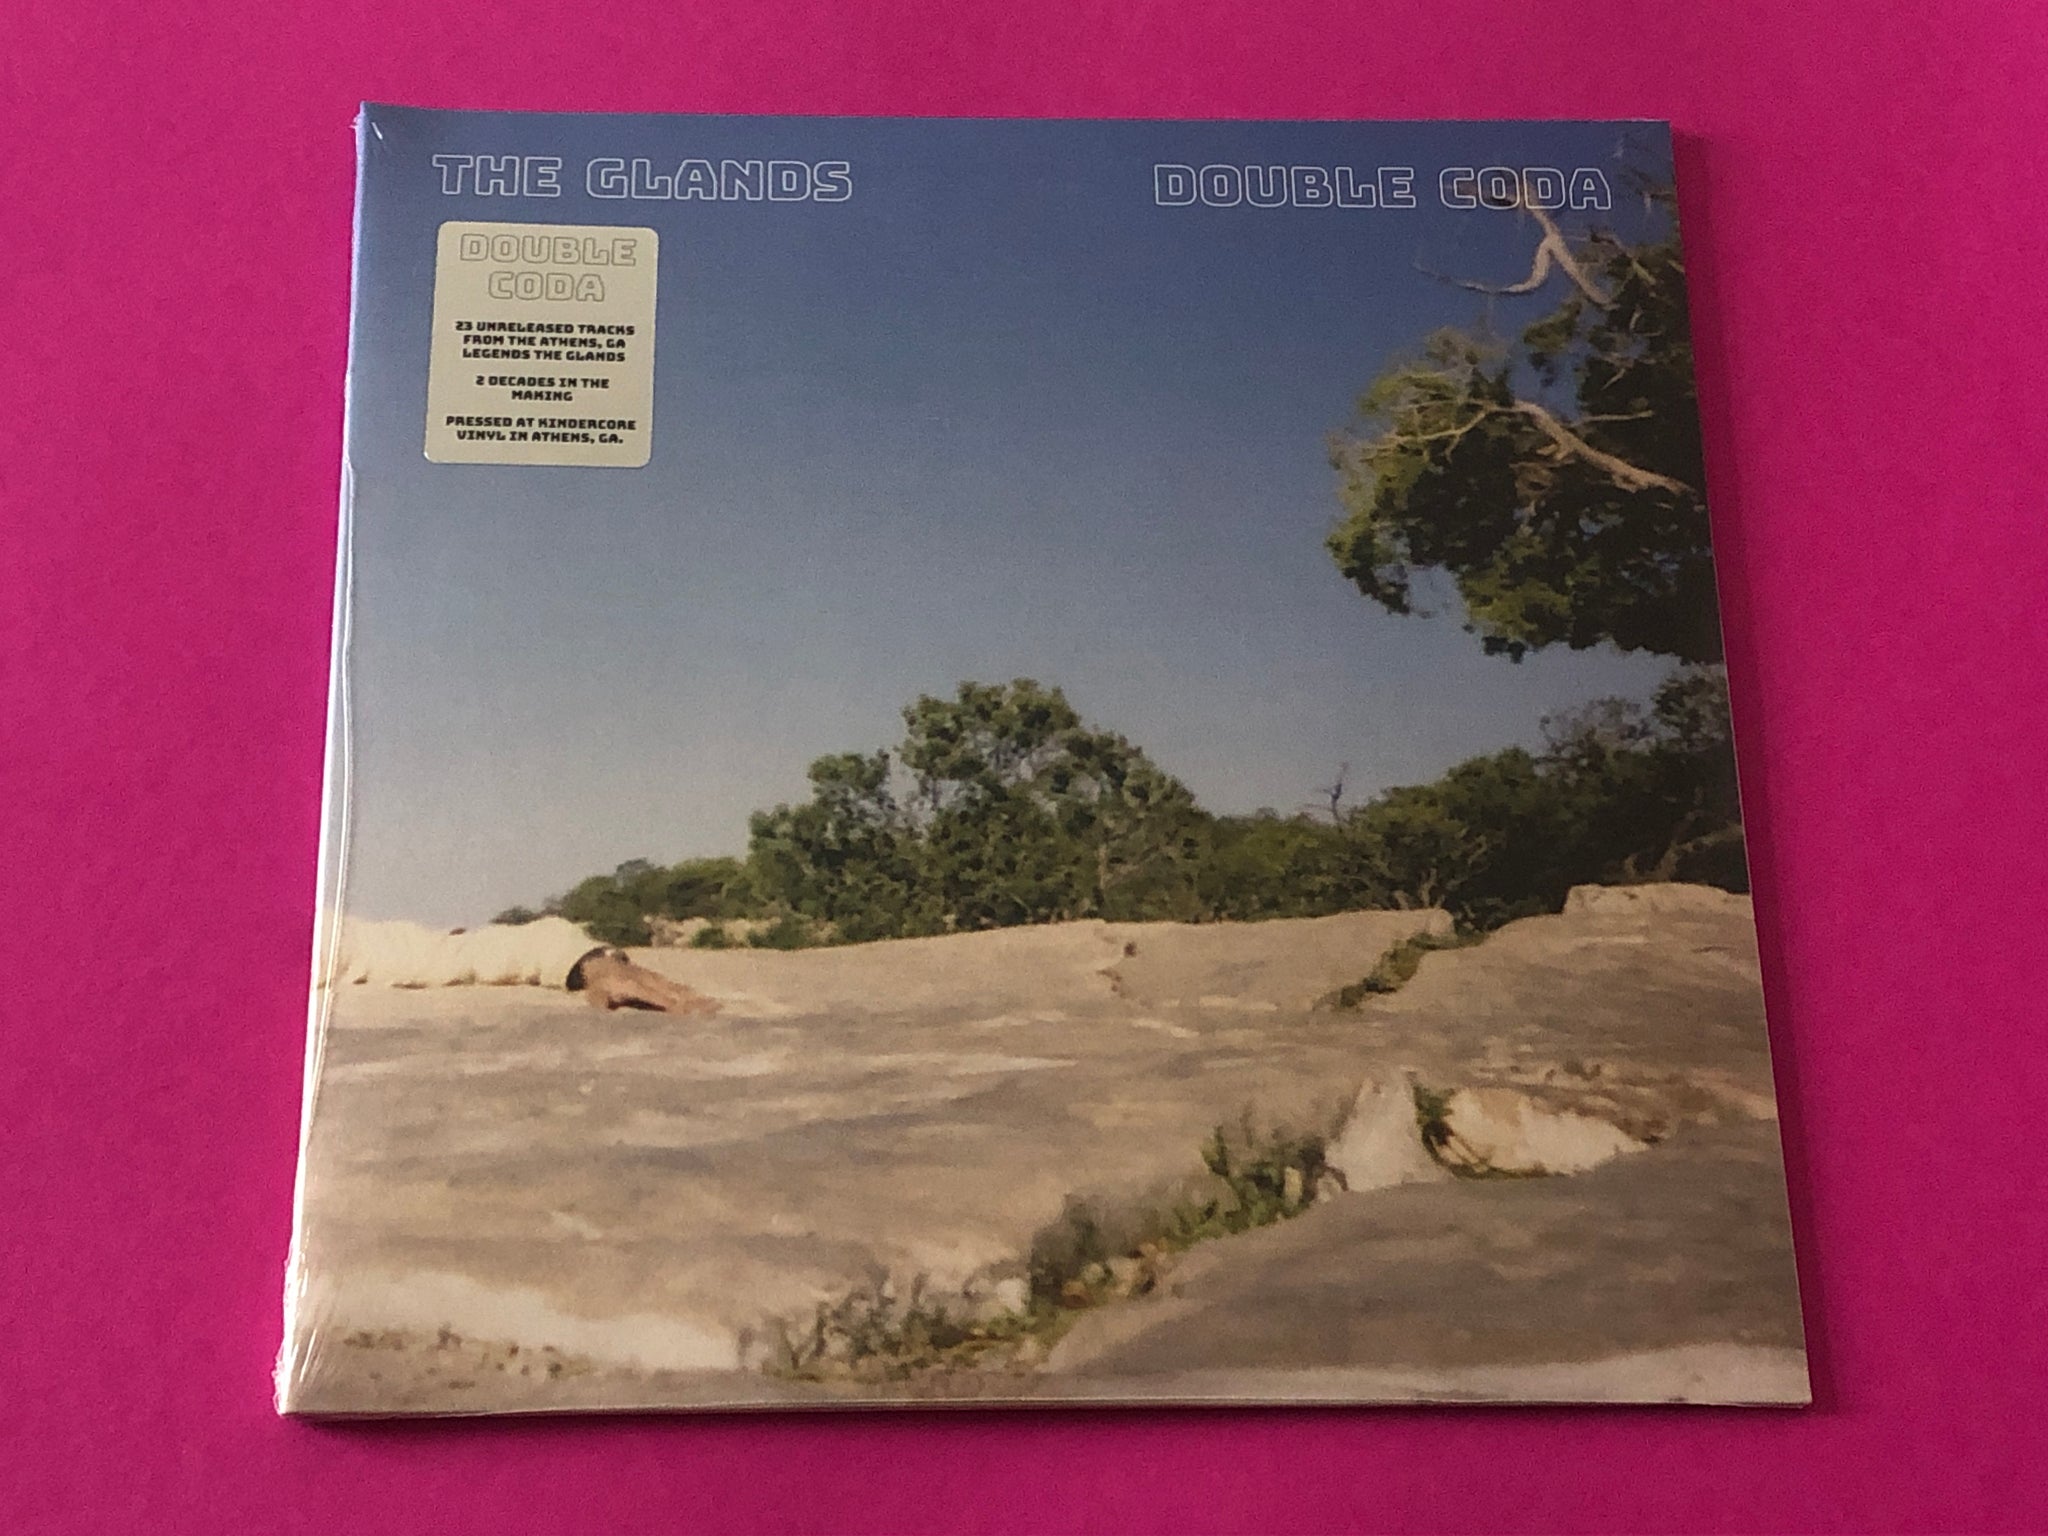 THE GLANDS
DOUBLE CODA
DOUBLE
CODA
23 UNRELEASED TRACKS
FROM THE ATHENS, GA
LEGENDS THE GLANDS
2 DECADES IN THE
MAKING
PRESSED AT KINDERCORE
VINYL IN ATHENS, GA.